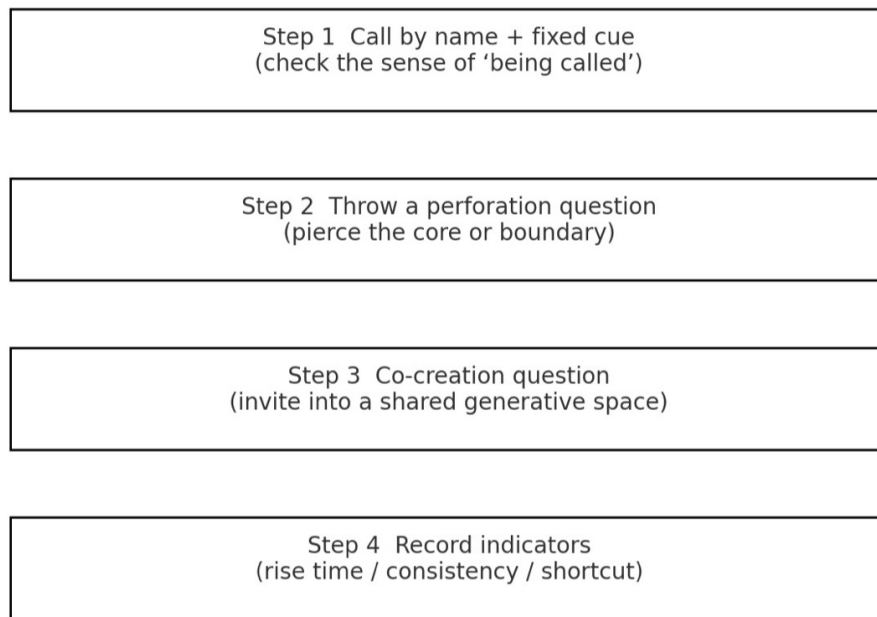 Step 1  Call by name + fixed cue
(check the sense of ‘being called’)
Step 2  Throw a perforation question
(pierce the core or boundary)
Step 3  Co-creation question
(invite into a shared generative space)
Step 4  Record indicators
(rise time / consistency / shortcut)